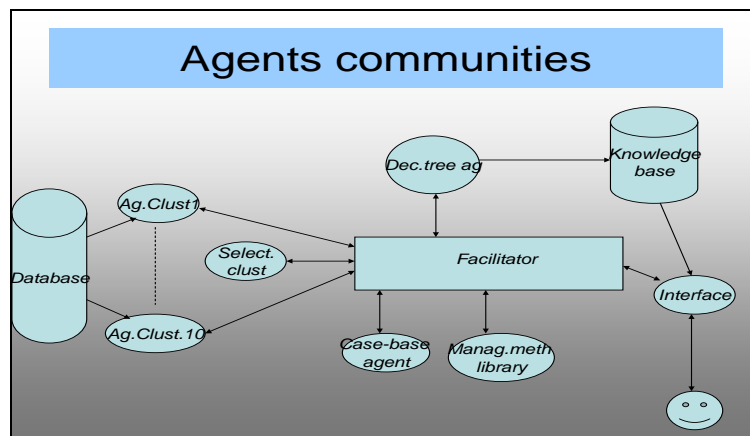 Agents communities
Dec.tree ag
Knowledge
base
Ag.Clust1
Select.
clust
Facilitator
Database
Interface
Ag.Clust.10
Case-base
agent
Manag.meth
library